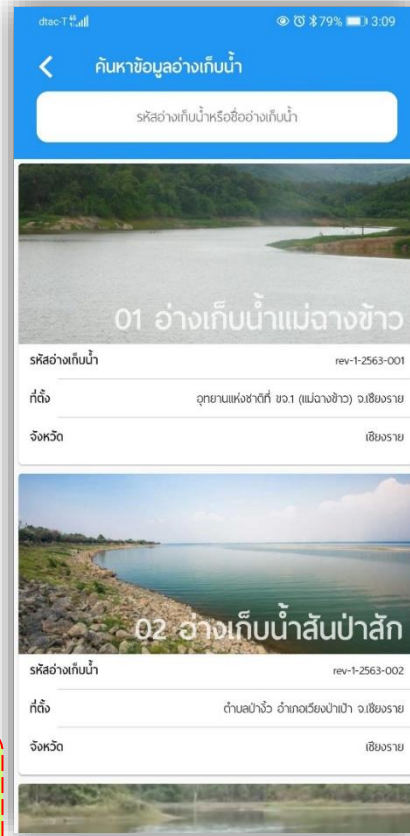 dtac-T 79% 3:09
ค้นหาข้อมูลอ่างเก็บน้ำ
รหัสอ่างเก็บน้ำหรือชื่ออ่างเก็บน้ำ
01 อ่างเก็บน้ำแม่ฉางข้าว
รหัสอ่างเก็บน้ำ rev-1-2563-001
ที่ตั้ง อุทยานแห่งชาติที่ ขจ.1 (แม่ฉางข้าว) จ.เชียงราย
จังหวัด เชียงราย
02 อ่างเก็บน้ำสันป่าสัก
รหัสอ่างเก็บน้ำ rev-1-2563-002
ที่ตั้ง ตำบลป่างิ้ว อำเภอเวียงป่าเป้า จ.เชียงราย
จังหวัด เชียงราย